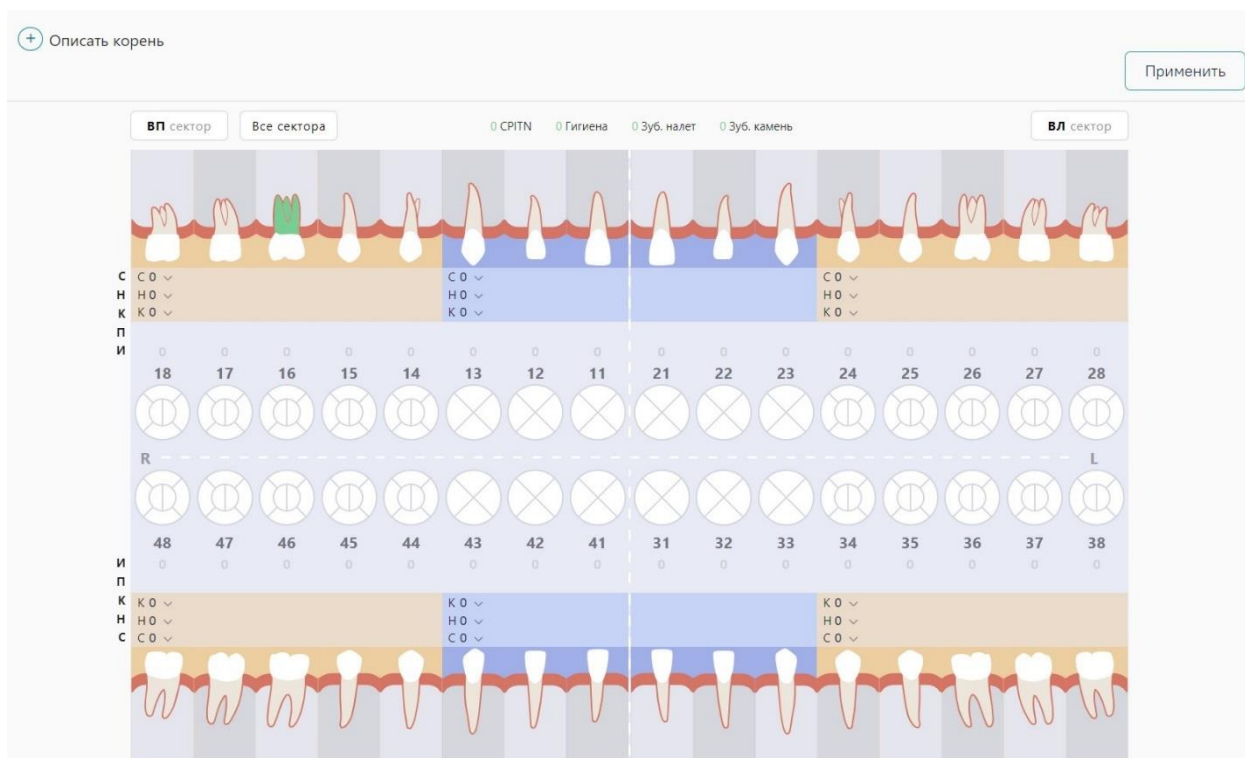 + Описать корень
Применить
ВП сектор Все сектора 0 CPITN 0 Гигиена 0 Зуб. налет 0 Зуб. камень ВЛ сектор
С С 0 С 0 С 0
Н Н 0 Н 0 Н 0
К К 0 К 0 К 0
П
И 0 0 0 0 0 0 0 0 0 0 0 0 0 0 0 0
18 17 16 15 14 13 12 11 21 22 23 24 25 26 27 28
R L
48 47 46 45 44 43 42 41 31 32 33 34 35 36 37 38
И 0 0 0 0 0 0 0 0 0 0 0 0 0 0 0 0
П
К К 0 К 0 К 0
Н Н 0 Н 0 Н 0
С С 0 С 0 С 0